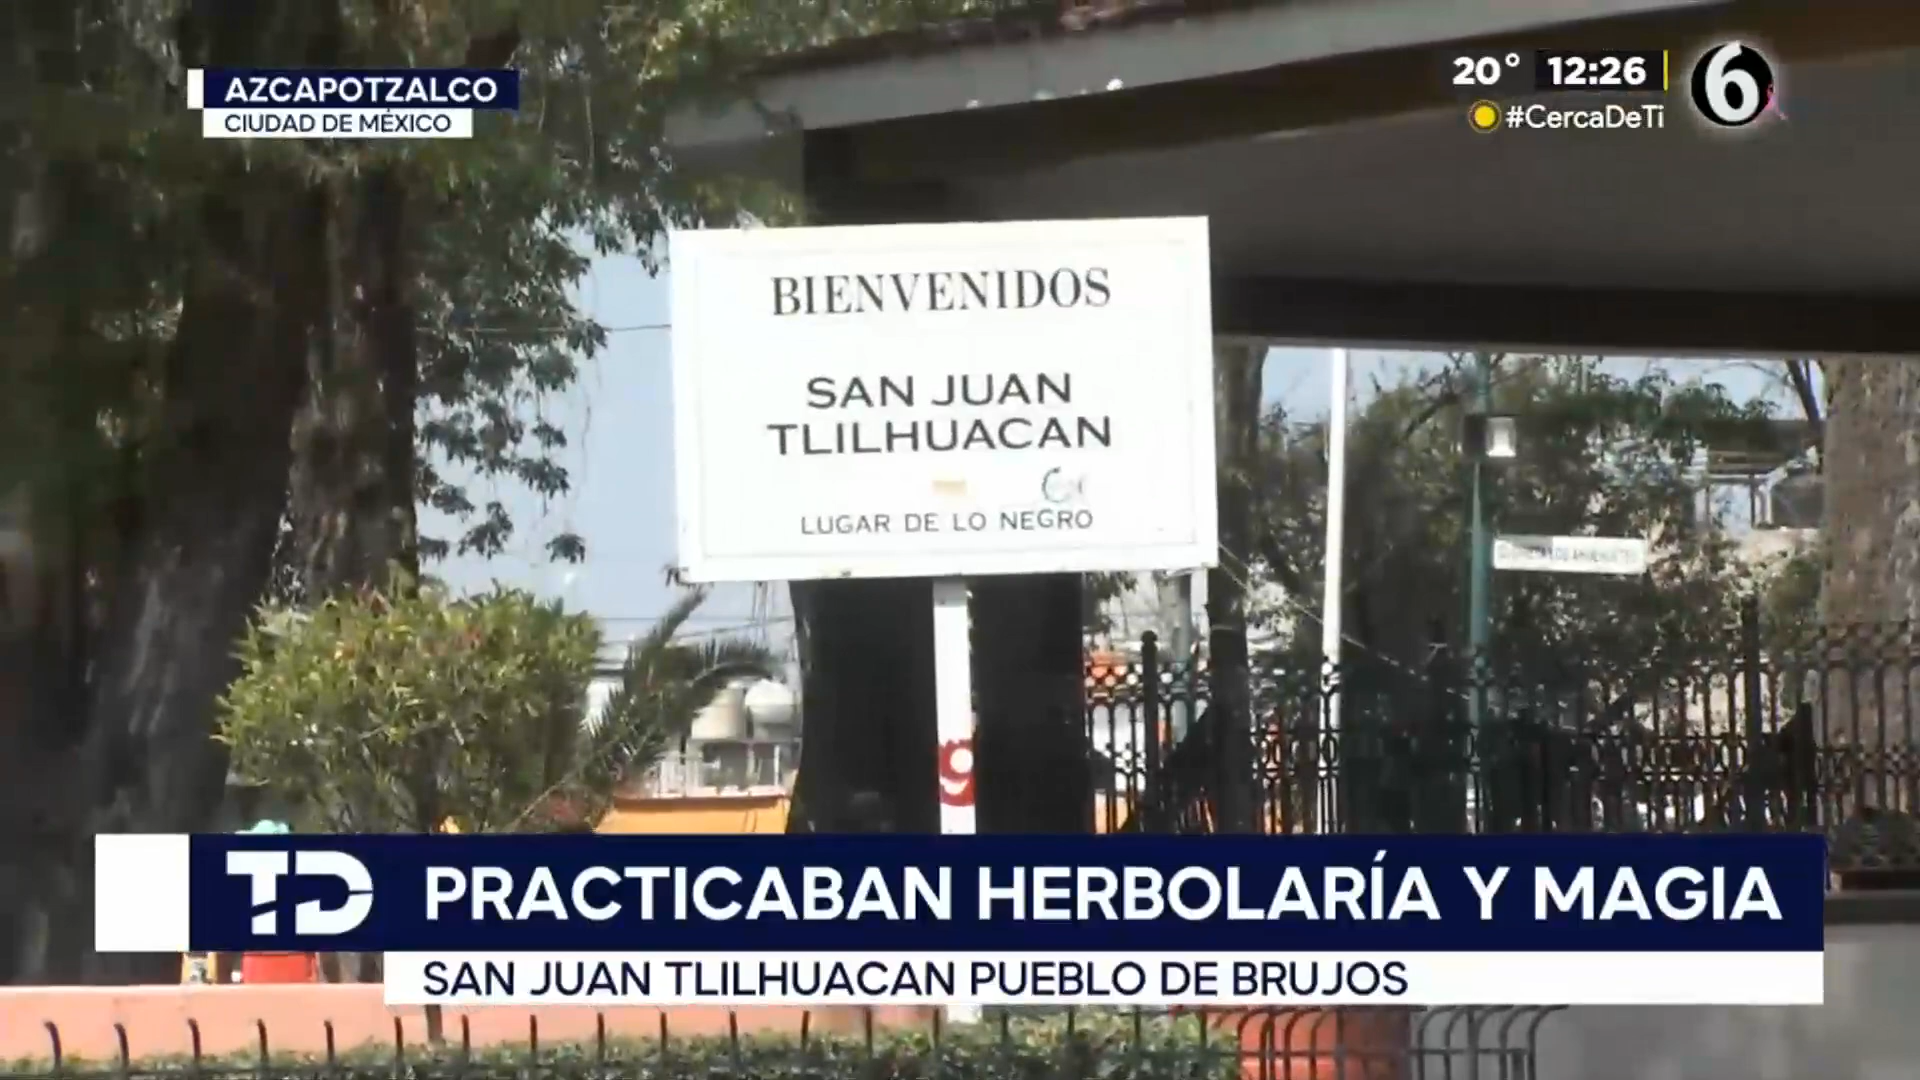 AZCAPOTZALCO
CIUDAD DE MÉXICO
20° 12:26
#CercaDeTi
6
BIENVENIDOS
SAN JUAN
TLILHUACAN
LUGAR DE LO NEGRO
9
TD PRACTICABAN HERBOLARÍA Y MAGIA
SAN JUAN TLILHUACAN PUEBLO DE BRUJOS